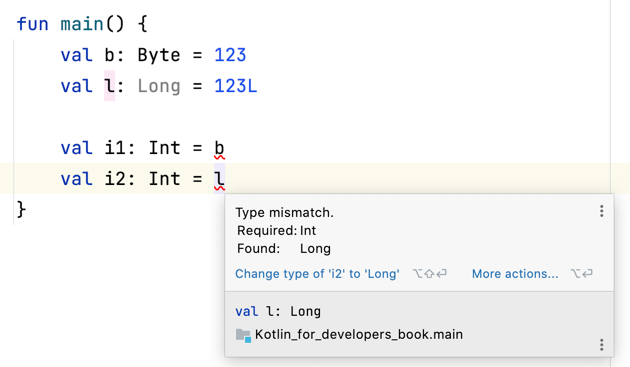 fun main() {
val b: Byte = 123
val l: Long = 123L
val i1: Int = b
val i2: Int = l
}
Type mismatch.
Required: Int
Found: Long
Change type of 'i2' to 'Long' ⌥⇧⏎ More actions... ⌥⏎
val l: Long
Kotlin_for_developers_book.main